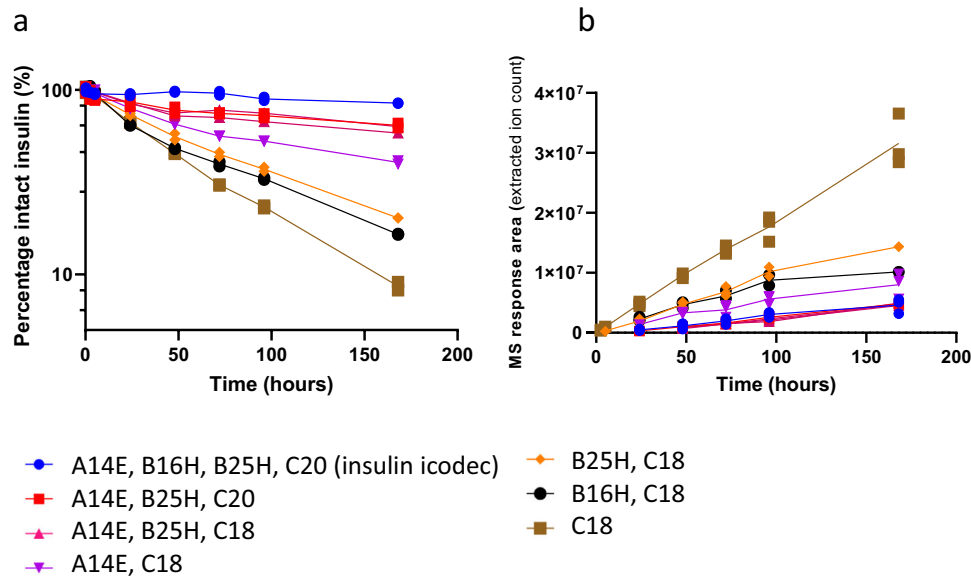 a
Percentage intact insulin (%)
100
10
0
50
100
150
200
Time (hours)
b
MS response area (extracted ion count)
4×10⁷
3×10⁷
2×10⁷
1×10⁷
0
0
50
100
150
200
Time (hours)
A14E, B16H, B25H, C20 (insulin icodec)
A14E, B25H, C20
A14E, B25H, C18
A14E, C18
B25H, C18
B16H, C18
C18